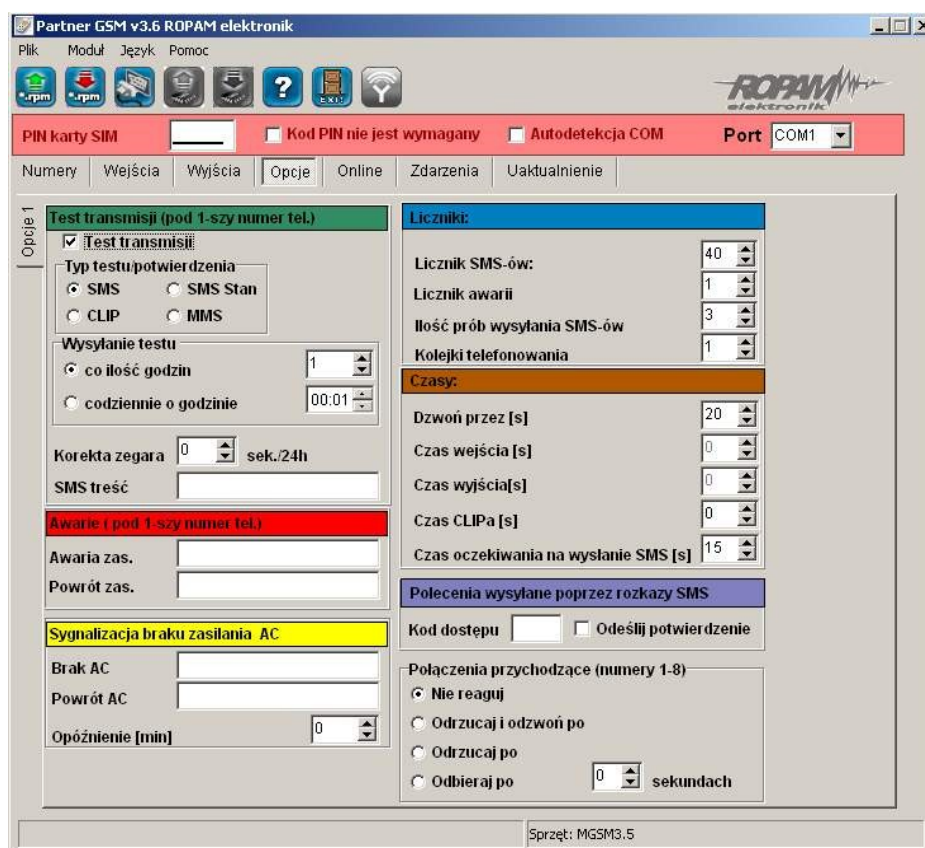 Partner GSM v3.6 ROPAM elektronik
Plik Moduł Język Pomoc
*.rpm *.rpm ? EXIT
ROPAM elektronik
PIN karty SIM Kod PIN nie jest wymagany Autodetekcja COM Port COM1
Numery Wejścia Wyjścia Opcje Online Zdarzenia Uaktualnienie
Opcje 1
Test transmisji (pod 1-szy numer tel.)
Test transmisji
Typ testu/potwierdzenia
SMS SMS Stan
CLIP MMS
Wysyłanie testu
co ilość godzin 1
codziennie o godzinie 00:01
Korekta zegara 0 sek./24h
SMS treść
Awarie ( pod 1-szy numer tel.)
Awaria zas.
Powrót zas.
Sygnalizacja braku zasilania AC
Brak AC
Powrót AC
Opóźnienie [min] 0
Liczniki:
Licznik SMS-ów: 40
Licznik awarii 1
Ilość prób wysyłania SMS-ów 3
Kolejki telefonowania 1
Czasy:
Dzwoń przez [s] 20
Czas wejścia [s] 0
Czas wyjścia[s] 0
Czas CLIPa [s] 0
Czas oczekiwania na wysłanie SMS [s] 15
Polecenia wysyłane poprzez rozkazy SMS
Kod dostępu Odeślij potwierdzenie
Połączenia przychodzące (numery 1-8)
Nie reaguj
Odrzucaj i odzwoń po
Odrzucaj po
Odbieraj po 0 sekundach
Sprzęt: MGSM3.5